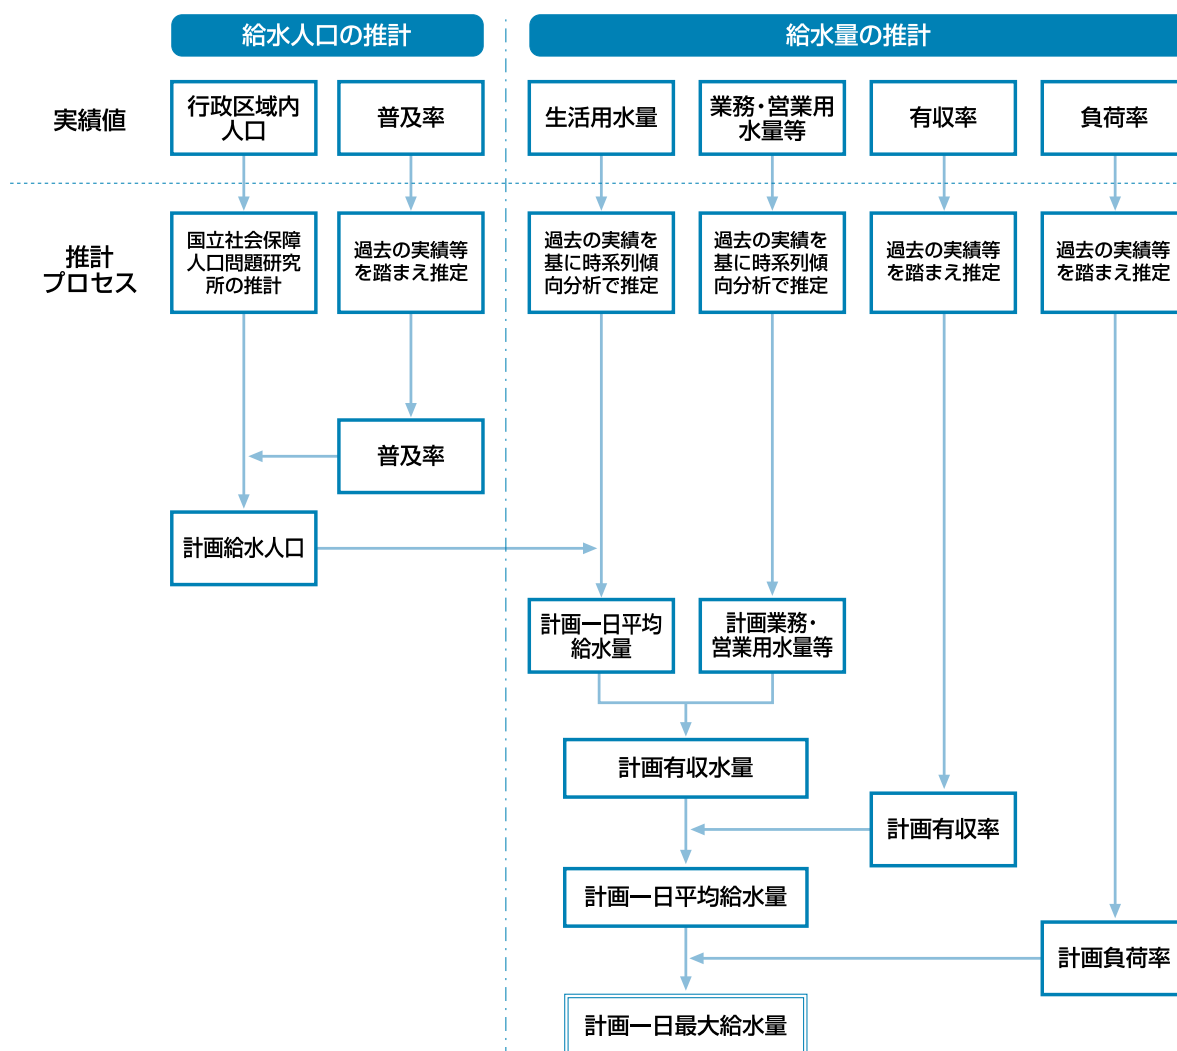 給水人口の推計
給水量の推計
実績値
行政区域内
人口
普及率
生活用水量
業務・営業用
水量等
有収率
負荷率
推計
プロセス
国立社会保障
人口問題研究
所の推計
過去の実績等
を踏まえ推定
過去の実績を
基に時系列傾
向分析で推定
過去の実績を
基に時系列傾
向分析で推定
過去の実績等
を踏まえ推定
過去の実績等
を踏まえ推定
普及率
計画給水人口
計画一日平均
給水量
計画業務・
営業用水量等
計画有収水量
計画有収率
計画一日平均給水量
計画負荷率
計画一日最大給水量